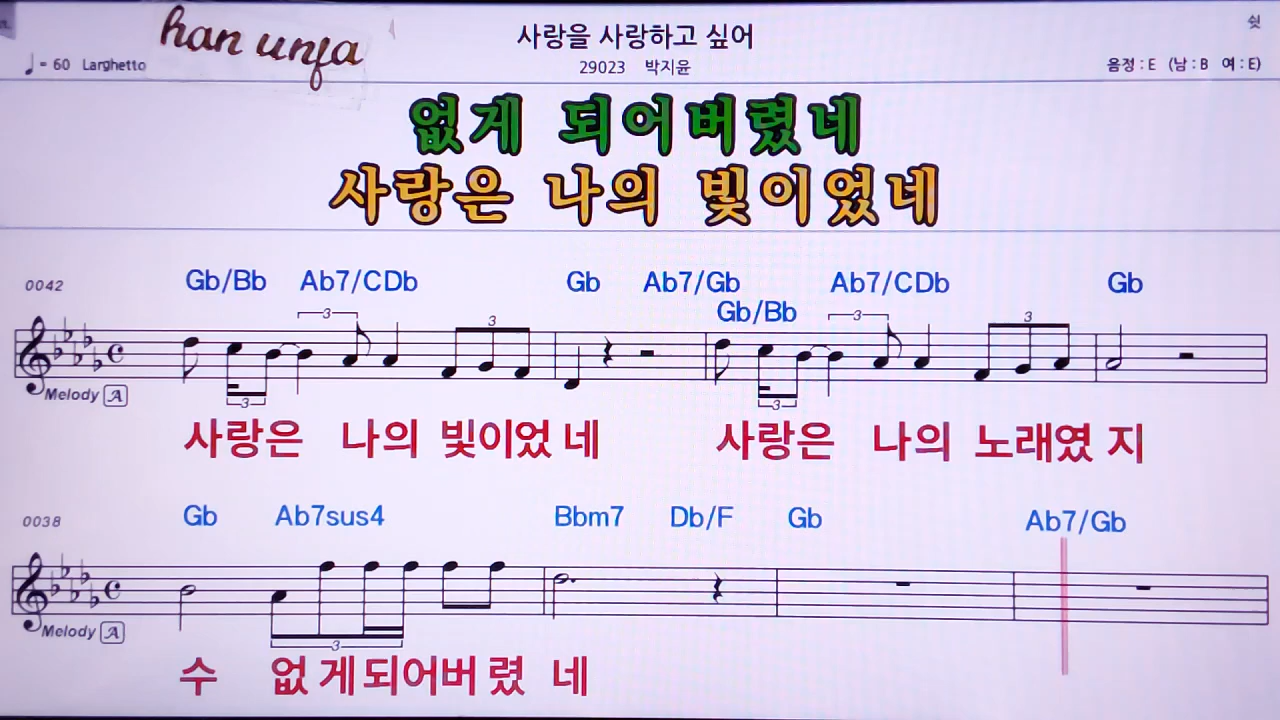 han unfa
사랑을 사랑하고 싶어
쉿
♩= 60 Larghetto
29023 박지윤
음정 : E (남 : B 여 : E)
없게 되어버렸네
사랑은 나의 빛이었네
0042 Gb/Bb Ab7/CDb Gb Ab7/Gb Gb/Bb Ab7/CDb Gb
3 3 3 3
Melody A 3 3
사랑은 나의 빛이었 네 사랑은 나의 노래였 지
0038 Gb Ab7sus4 Bbm7 Db/F Gb Ab7/Gb
Melody A 3
수 없 게 되어버 렸 네